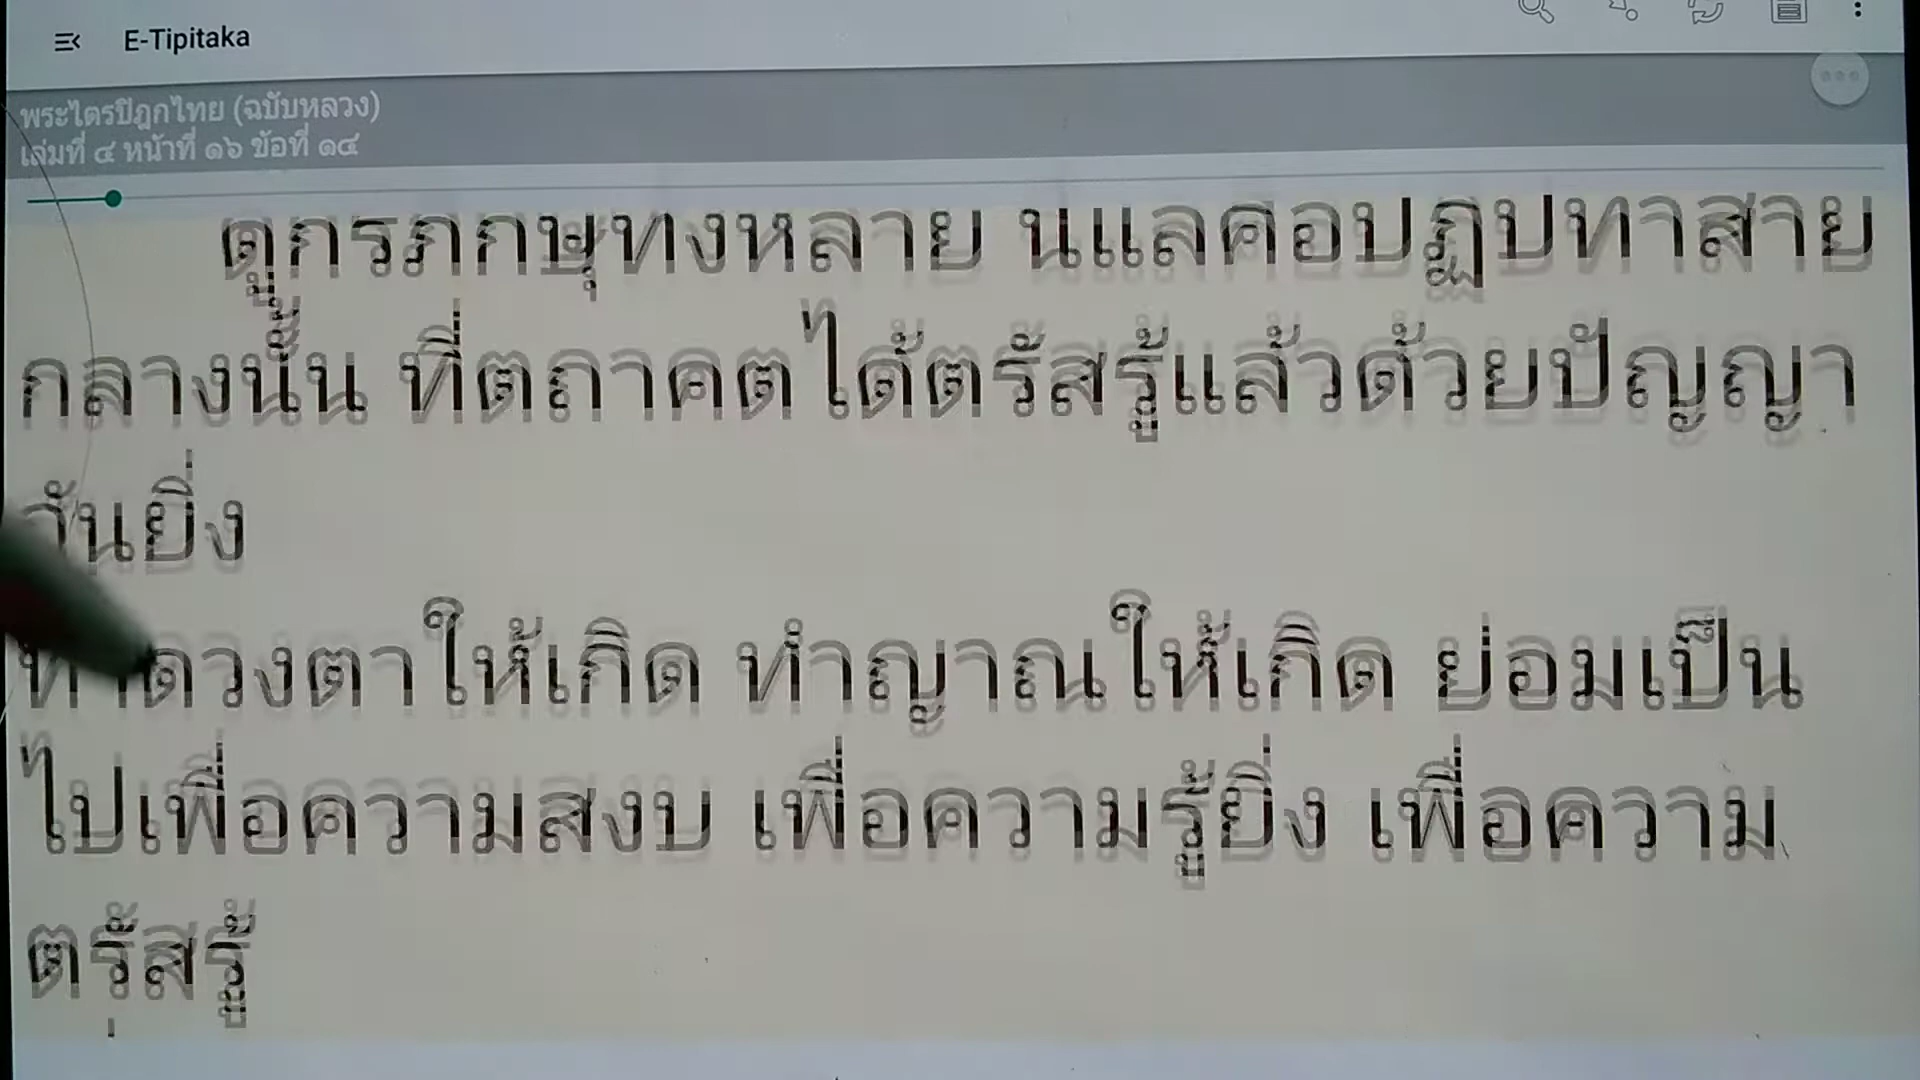 E-Tipitaka
พระไตรปิฎกไทย (ฉบับหลวง)
เล่มที่ ๔ หน้าที่ ๑๖ ข้อที่ ๑๔
ดูกรภิกษุทั้งหลาย นี้แลคือปฏิปทาสาย
กลางนั้น ที่ตถาคตได้ตรัสรู้แล้วด้วยปัญญา
อันยิ่ง
ทำดวงตาให้เกิด ทำญาณให้เกิด ย่อมเป็น
ไปเพื่อความสงบ เพื่อความรู้ยิ่ง เพื่อความ
ตรัสรู้